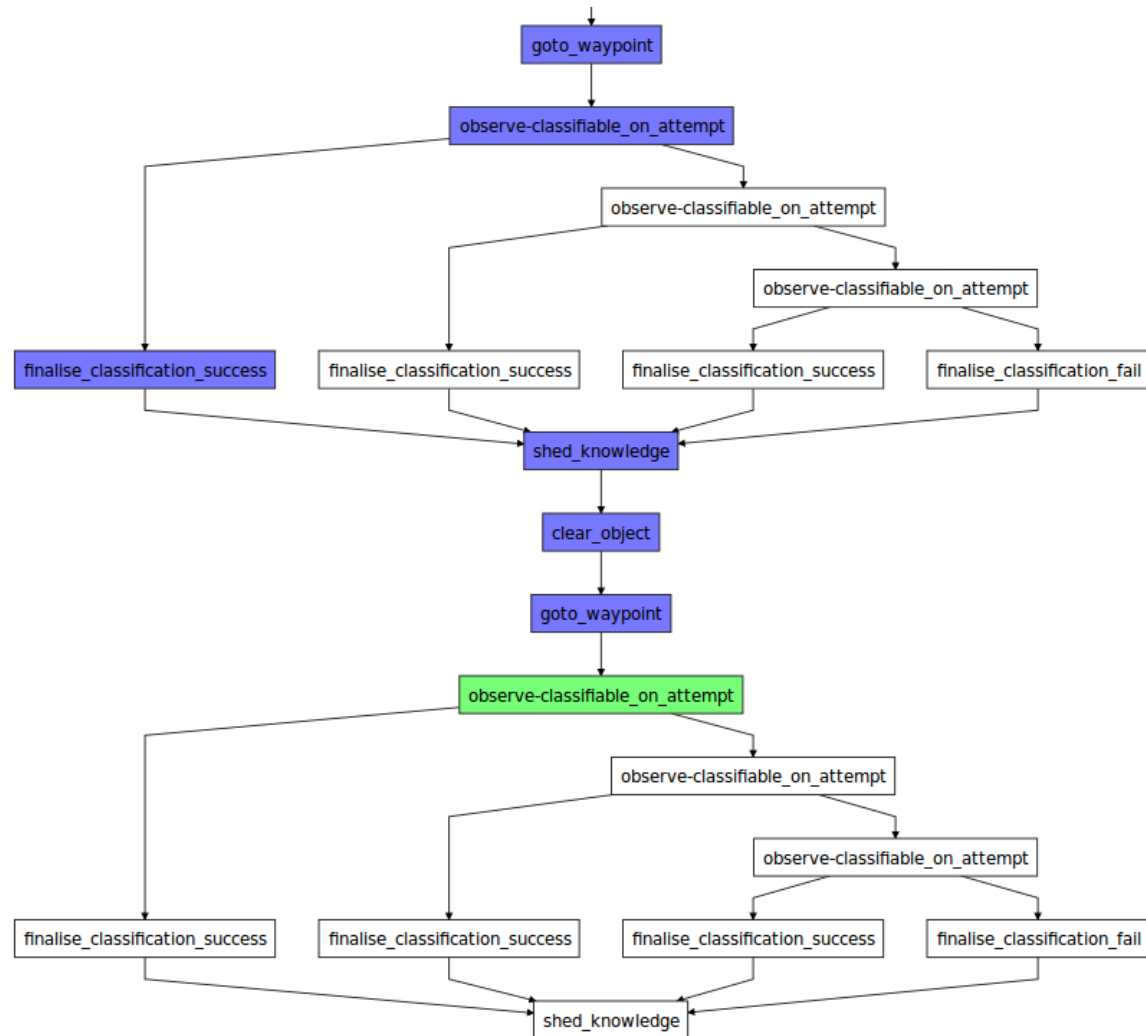 goto_waypoint
observe-classifiable_on_attempt
observe-classifiable_on_attempt
observe-classifiable_on_attempt
finalise_classification_success
finalise_classification_success
finalise_classification_success
finalise_classification_fail
shed_knowledge
clear_object
goto_waypoint
observe-classifiable_on_attempt
observe-classifiable_on_attempt
observe-classifiable_on_attempt
finalise_classification_success
finalise_classification_success
finalise_classification_success
finalise_classification_fail
shed_knowledge